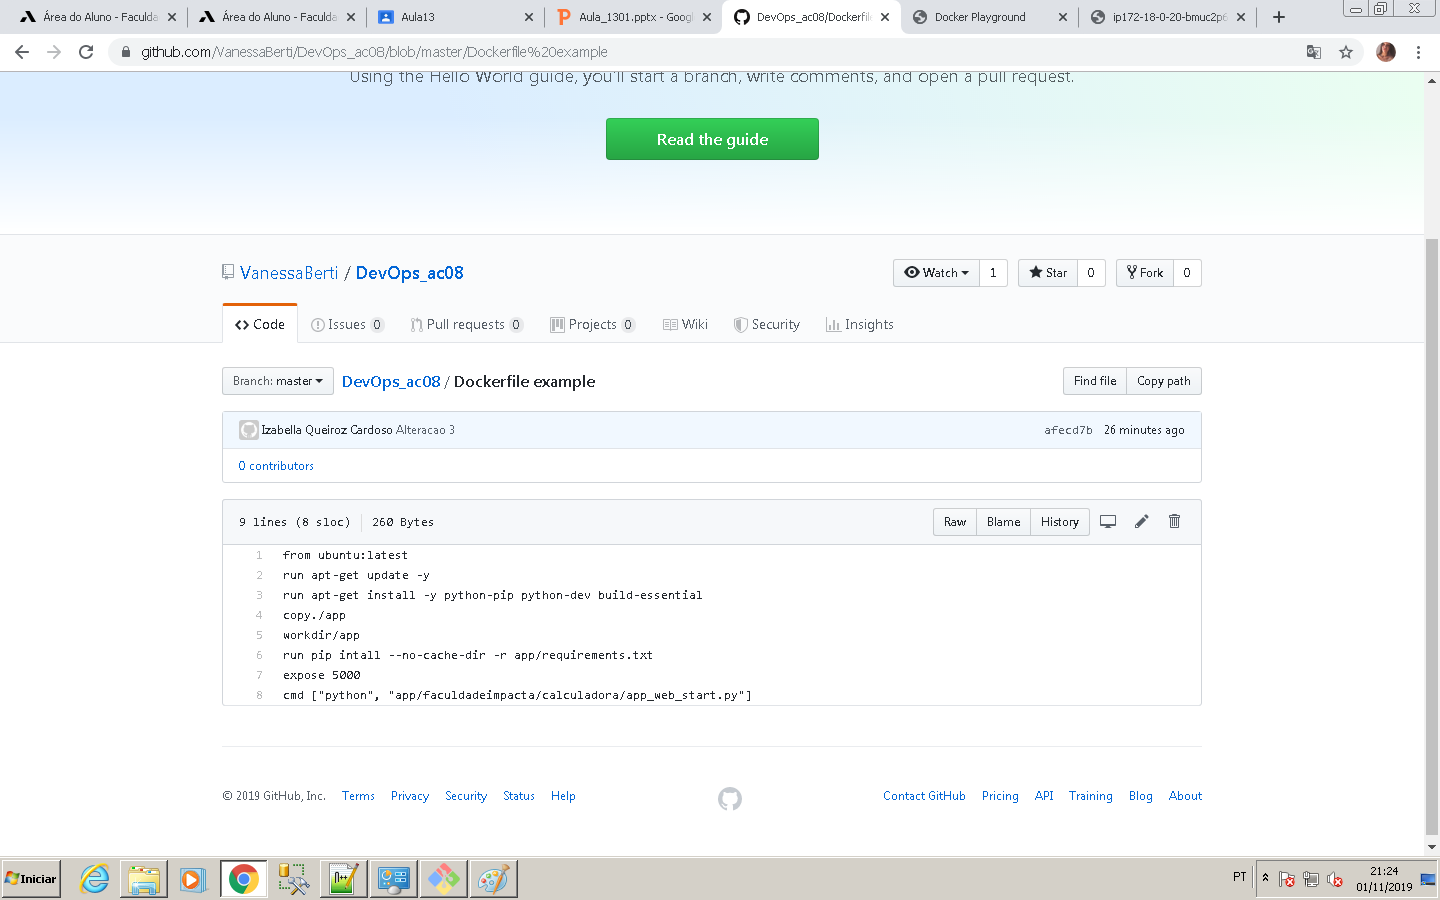 Área do Aluno - Faculda
Área do Aluno - Faculda
Aula13
Aula_1301.pptx - Googl
DevOps_ac08/Dockerfil
Docker Playground
ip172-18-0-20-bmuc2p6
github.com/VanessaBerti/DevOps_ac08/blob/master/Dockerfile%20example
Using the Hello World guide, you'll start a branch, write comments, and open a pull request.
Read the guide
VanessaBerti / DevOps_ac08
Watch 1
Star 0
Fork 0
Code
Issues 0
Pull requests 0
Projects 0
Wiki
Security
Insights
Branch: master
DevOps_ac08 / Dockerfile example
Find file
Copy path
Izabella Queiroz Cardoso Alteracao 3
afecd7b 26 minutes ago
0 contributors
9 lines (8 sloc)
260 Bytes
Raw
Blame
History
1 from ubuntu:latest
2 run apt-get update -y
3 run apt-get install -y python-pip python-dev build-essential
4 copy./app
5 workdir/app
6 run pip intall --no-cache-dir -r app/requirements.txt
7 expose 5000
8 cmd ["python", "app/faculdadeimpacta/calculadora/app_web_start.py"]
© 2019 GitHub, Inc.
Terms
Privacy
Security
Status
Help
Contact GitHub
Pricing
API
Training
Blog
About
Iniciar
PT
21:24
01/11/2019